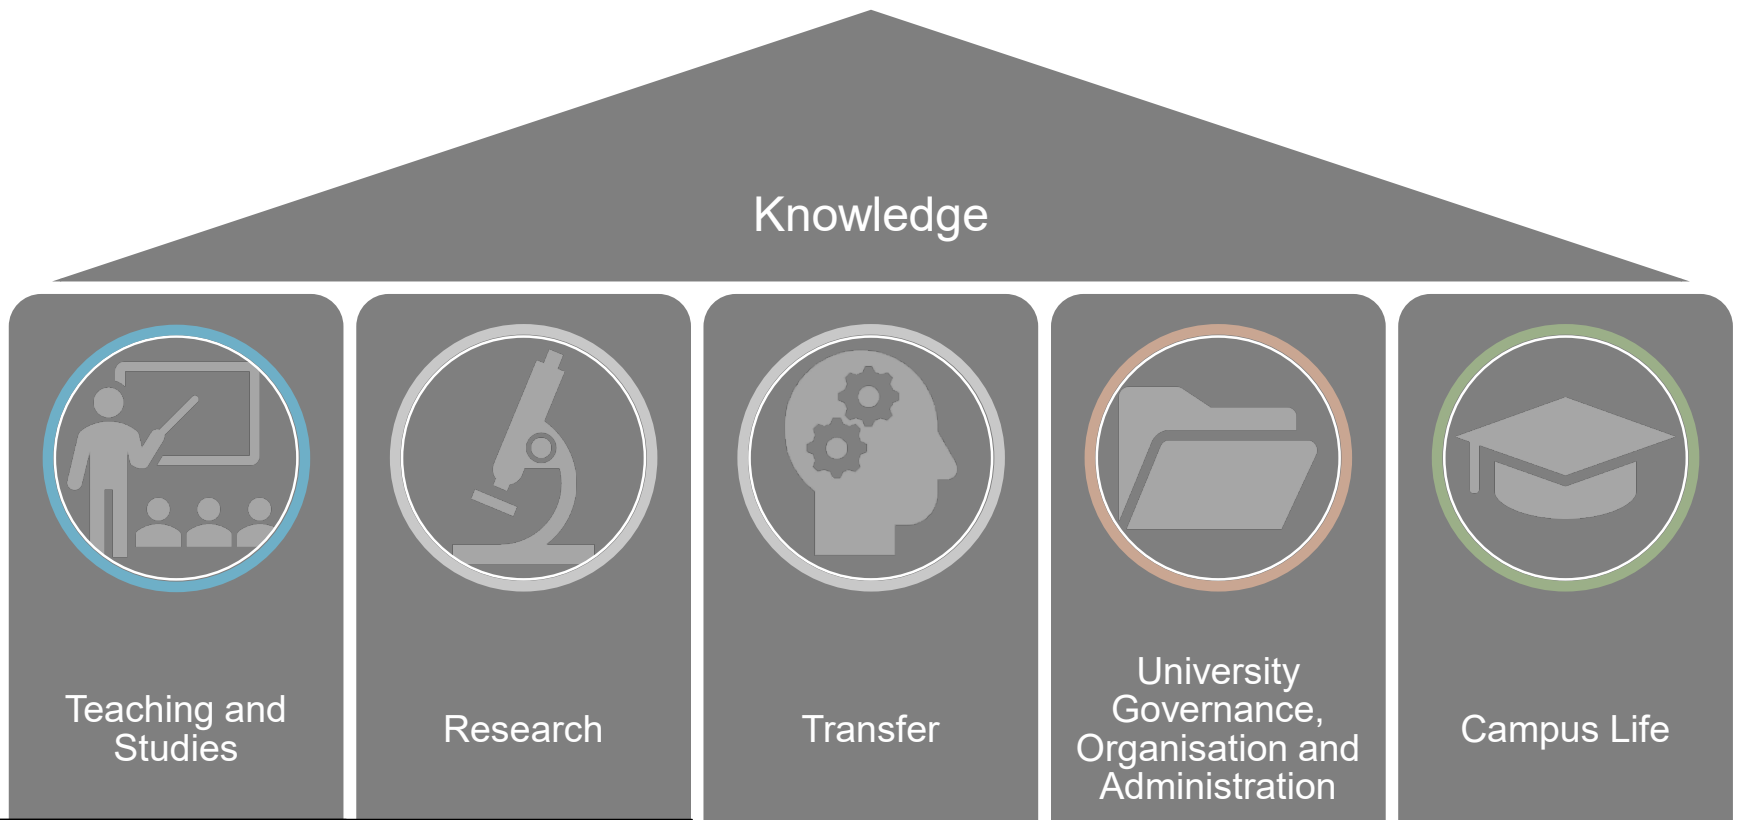 Knowledge
Teaching and
Studies
Research
Transfer
University
Governance,
Organisation and
Administration
Campus Life